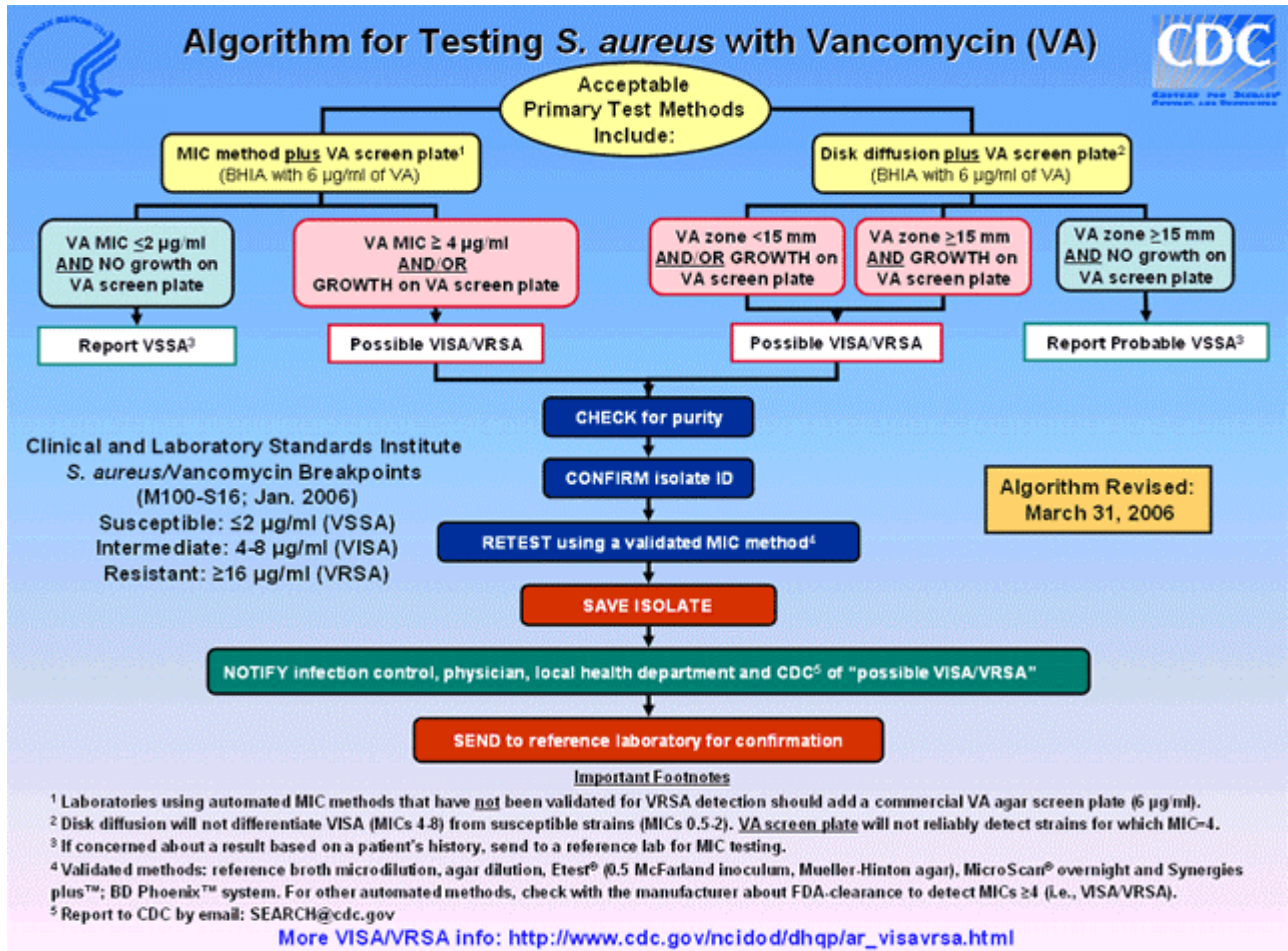 Algorithm for Testing S. aureus with Vancomycin (VA)
CDC
Acceptable
Primary Test Methods
Include:
MIC method plus VA screen plate¹
(BHIA with 6 µg/ml of VA)
Disk diffusion plus VA screen plate²
(BHIA with 6 µg/ml of VA)
VA MIC ≤2 µg/ml
AND NO growth on
VA screen plate
VA MIC ≥ 4 µg/ml
AND/OR
GROWTH on VA screen plate
VA zone <15 mm
AND/OR GROWTH on
VA screen plate
VA zone ≥15 mm
AND GROWTH on
VA screen plate
VA zone ≥15 mm
AND NO growth on
VA screen plate
Report VSSA³
Possible VISA/VRSA
Possible VISA/VRSA
Report Probable VSSA³
CHECK for purity
CONFIRM isolate ID
RETEST using a validated MIC method⁴
SAVE ISOLATE
NOTIFY infection control, physician, local health department and CDC⁵ of "possible VISA/VRSA"
SEND to reference laboratory for confirmation
Clinical and Laboratory Standards Institute
S. aureus/Vancomycin Breakpoints
(M100-S16; Jan. 2006)
Susceptible: ≤2 µg/ml (VSSA)
Intermediate: 4-8 µg/ml (VISA)
Resistant: ≥16 µg/ml (VRSA)
Algorithm Revised:
March 31, 2006
Important Footnotes
¹ Laboratories using automated MIC methods that have not been validated for VRSA detection should add a commercial VA agar screen plate (6 µg/ml).
² Disk diffusion will not differentiate VISA (MICs 4-8) from susceptible strains (MICs 0.5-2). VA screen plate will not reliably detect strains for which MIC=4.
³ If concerned about a result based on a patient's history, send to a reference lab for MIC testing.
⁴ Validated methods: reference broth microdilution, agar dilution, Etest® (0.5 McFarland inoculum, Mueller-Hinton agar), MicroScan® overnight and Synergies
plus™; BD Phoenix™ system. For other automated methods, check with the manufacturer about FDA-clearance to detect MICs ≥4 (i.e., VISA/VRSA).
⁵ Report to CDC by email: SEARCH@cdc.gov
More VISA/VRSA info: http://www.cdc.gov/ncidod/dhqp/ar_visavrsa.html